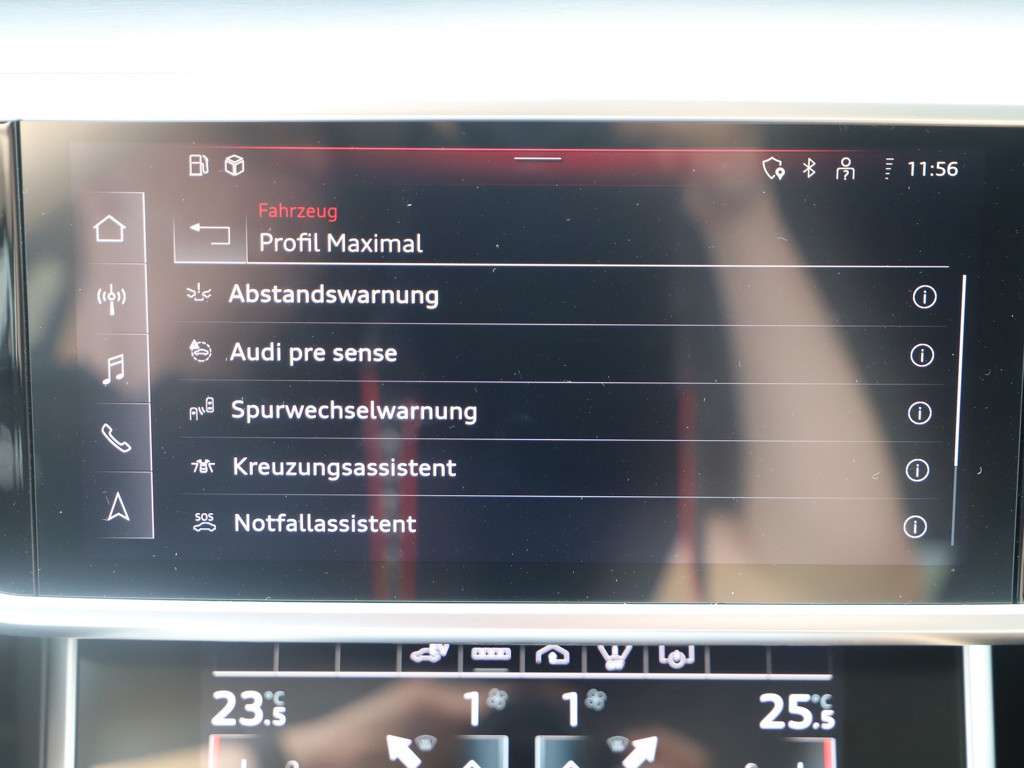 11:56
Fahrzeug
Profil Maximal
Abstandswarnung
Audi pre sense
Spurwechselwarnung
Kreuzungsassistent
SOS
Notfallassistent
23.5 °C 1 1 25.5 °C